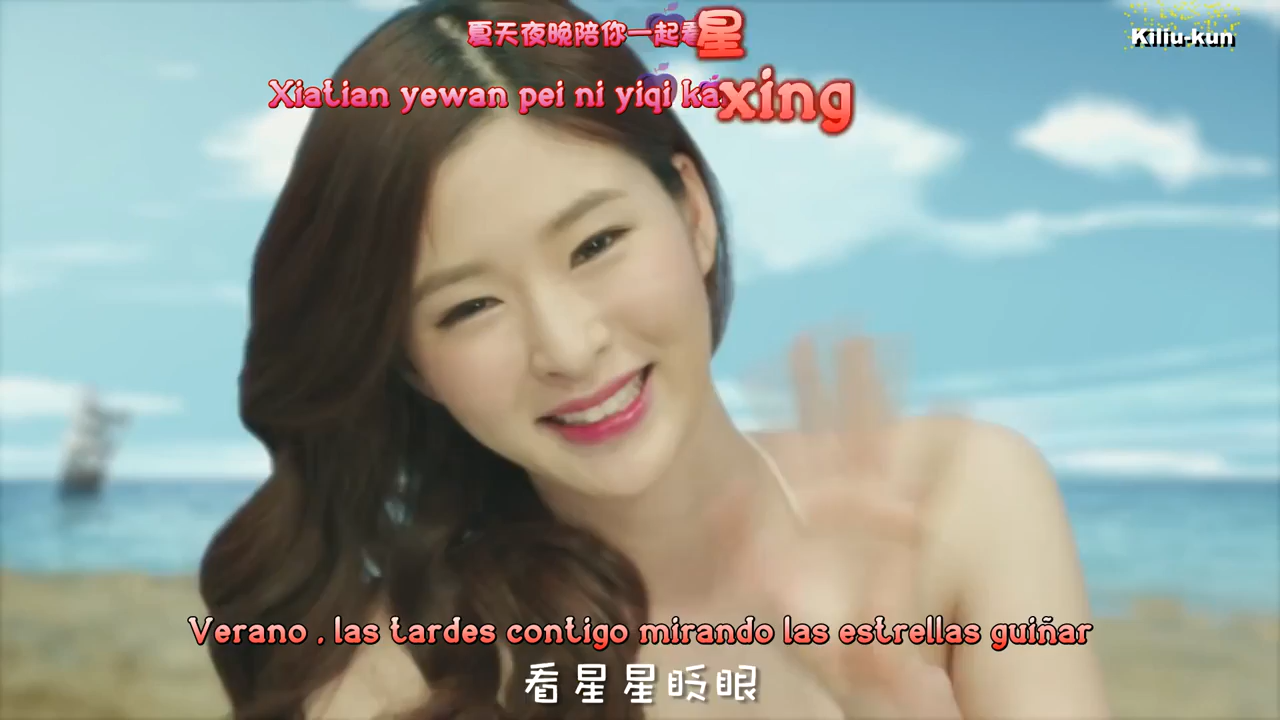 夏天夜晚陪你一起看星
Kiliu-kun
Xiatian yewan pei ni yiqi ka xing
Verano , las tardes contigo mirando las estrellas guiñar
看星星眨眼